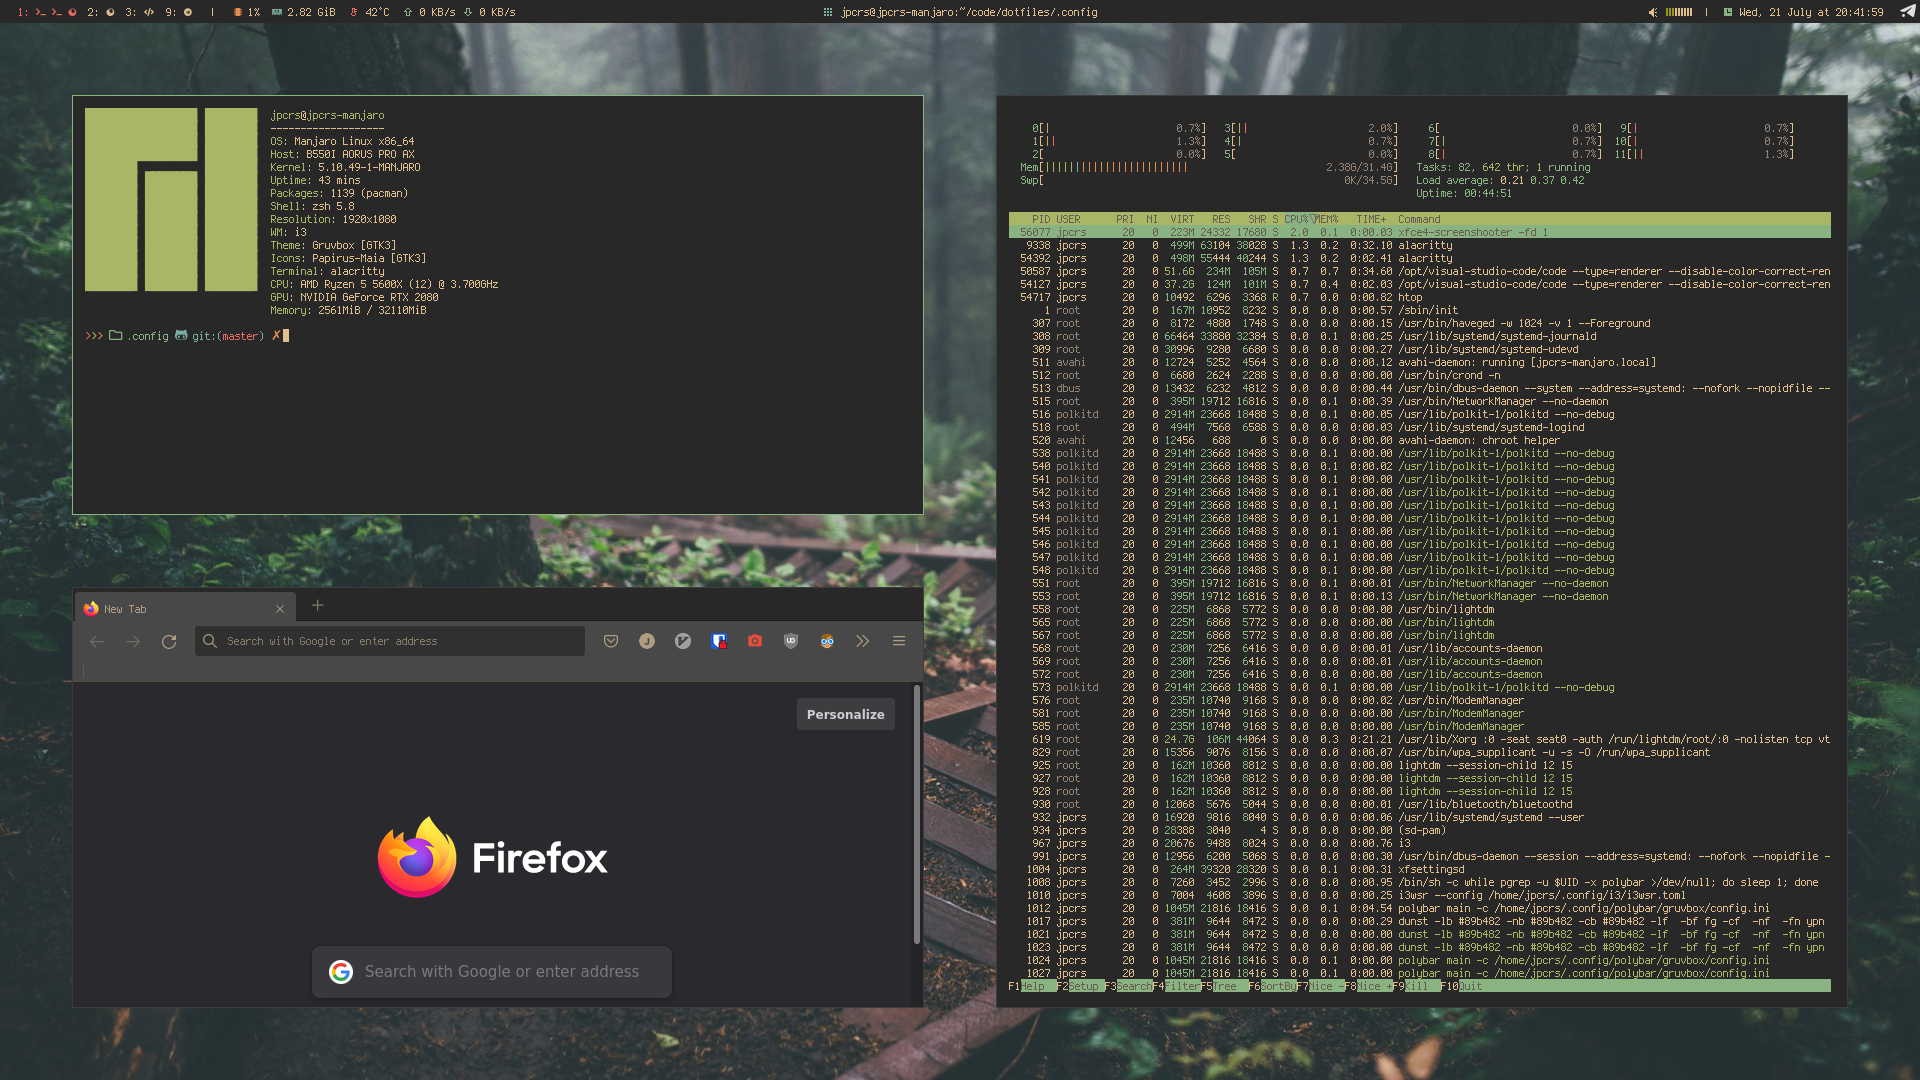 1: 2: 3: 9: | 1% 2.82 GiB 42°C 0 KB/s 0 KB/s
jpcrs@jpcrs-manjaro:~/code/dotfiles/.config
| Wed, 21 July at 20:41:59
jpcrs@jpcrs-manjaro
-------------------
OS: Manjaro Linux x86_64
Host: B550I AORUS PRO AX
Kernel: 5.10.49-1-MANJARO
Uptime: 43 mins
Packages: 1139 (pacman)
Shell: zsh 5.8
Resolution: 1920x1080
WM: i3
Theme: Gruvbox [GTK3]
Icons: Papirus-Maia [GTK3]
Terminal: alacritty
CPU: AMD Ryzen 5 5600X (12) @ 3.700GHz
GPU: NVIDIA GeForce RTX 2080
Memory: 2561MiB / 32110MiB
>>> .config git:(master) ✗
New Tab
Search with Google or enter address
Personalize
Firefox
Search with Google or enter address
0[| 0.7%] 3[|| 2.0%] 6[ 0.0%] 9[| 0.7%]
1[|| 1.3%] 4[| 0.7%] 7[| 0.7%] 10[| 0.7%]
2[ 0.0%] 5[ 0.0%] 8[| 0.7%] 11[|| 1.3%]
Mem[|||||||||||||||||||||||| 2.38G/31.4G] Tasks: 82, 642 thr; 1 running
Swp[ 0K/34.5G] Load average: 0.21 0.37 0.42
Uptime: 00:44:51
PID USER PRI NI VIRT RES SHR S CPU%▽MEM% TIME+ Command
56077 jpcrs 20 0 223M 24332 17680 S 2.0 0.1 0:00.03 xfce4-screenshooter -fd 1
9338 jpcrs 20 0 499M 63104 38028 S 1.3 0.2 0:32.10 alacritty
54392 jpcrs 20 0 498M 55444 40244 S 1.3 0.2 0:02.41 alacritty
50587 jpcrs 20 0 51.6G 234M 105M S 0.7 0.7 0:34.60 /opt/visual-studio-code/code --type=renderer --disable-color-correct-ren
54127 jpcrs 20 0 37.2G 124M 101M S 0.7 0.4 0:02.03 /opt/visual-studio-code/code --type=renderer --disable-color-correct-ren
54717 jpcrs 20 0 10492 6296 3368 R 0.7 0.0 0:00.82 htop
1 root 20 0 167M 10952 8232 S 0.0 0.0 0:00.57 /sbin/init
307 root 20 0 8172 4880 1748 S 0.0 0.0 0:00.15 /usr/bin/haveged -w 1024 -v 1 --Foreground
308 root 20 0 66464 33880 32384 S 0.0 0.1 0:00.25 /usr/lib/systemd/systemd-journald
309 root 20 0 30996 9280 6680 S 0.0 0.0 0:00.27 /usr/lib/systemd/systemd-udevd
511 avahi 20 0 12724 5252 4564 S 0.0 0.0 0:00.12 avahi-daemon: running [jpcrs-manjaro.local]
512 root 20 0 6680 2624 2288 S 0.0 0.0 0:00.00 /usr/bin/crond -n
513 dbus 20 0 13432 6232 4812 S 0.0 0.0 0:00.44 /usr/bin/dbus-daemon --system --address=systemd: --nofork --nopidfile --
515 root 20 0 395M 19712 16816 S 0.0 0.1 0:00.39 /usr/bin/NetworkManager --no-daemon
516 polkitd 20 0 2914M 23668 18488 S 0.0 0.1 0:00.05 /usr/lib/polkit-1/polkitd --no-debug
518 root 20 0 494M 7568 6588 S 0.0 0.0 0:00.03 /usr/lib/systemd/systemd-logind
520 avahi 20 0 12456 688 0 S 0.0 0.0 0:00.00 avahi-daemon: chroot helper
538 polkitd 20 0 2914M 23668 18488 S 0.0 0.1 0:00.00 /usr/lib/polkit-1/polkitd --no-debug
540 polkitd 20 0 2914M 23668 18488 S 0.0 0.1 0:00.02 /usr/lib/polkit-1/polkitd --no-debug
541 polkitd 20 0 2914M 23668 18488 S 0.0 0.1 0:00.00 /usr/lib/polkit-1/polkitd --no-debug
542 polkitd 20 0 2914M 23668 18488 S 0.0 0.1 0:00.00 /usr/lib/polkit-1/polkitd --no-debug
543 polkitd 20 0 2914M 23668 18488 S 0.0 0.1 0:00.00 /usr/lib/polkit-1/polkitd --no-debug
544 polkitd 20 0 2914M 23668 18488 S 0.0 0.1 0:00.00 /usr/lib/polkit-1/polkitd --no-debug
545 polkitd 20 0 2914M 23668 18488 S 0.0 0.1 0:00.00 /usr/lib/polkit-1/polkitd --no-debug
546 polkitd 20 0 2914M 23668 18488 S 0.0 0.1 0:00.00 /usr/lib/polkit-1/polkitd --no-debug
547 polkitd 20 0 2914M 23668 18488 S 0.0 0.1 0:00.00 /usr/lib/polkit-1/polkitd --no-debug
548 polkitd 20 0 2914M 23668 18488 S 0.0 0.1 0:00.00 /usr/lib/polkit-1/polkitd --no-debug
551 root 20 0 395M 19712 16816 S 0.0 0.1 0:00.01 /usr/bin/NetworkManager --no-daemon
553 root 20 0 395M 19712 16816 S 0.0 0.1 0:00.13 /usr/bin/NetworkManager --no-daemon
558 root 20 0 225M 6868 5772 S 0.0 0.0 0:00.00 /usr/bin/lightdm
565 root 20 0 225M 6868 5772 S 0.0 0.0 0:00.00 /usr/bin/lightdm
567 root 20 0 225M 6868 5772 S 0.0 0.0 0:00.00 /usr/bin/lightdm
568 root 20 0 230M 7256 6416 S 0.0 0.0 0:00.01 /usr/lib/accounts-daemon
569 root 20 0 230M 7256 6416 S 0.0 0.0 0:00.01 /usr/lib/accounts-daemon
572 root 20 0 230M 7256 6416 S 0.0 0.0 0:00.00 /usr/lib/accounts-daemon
573 polkitd 20 0 2914M 23668 18488 S 0.0 0.1 0:00.00 /usr/lib/polkit-1/polkitd --no-debug
576 root 20 0 235M 10740 9168 S 0.0 0.0 0:00.02 /usr/bin/ModemManager
581 root 20 0 235M 10740 9168 S 0.0 0.0 0:00.00 /usr/bin/ModemManager
585 root 20 0 235M 10740 9168 S 0.0 0.0 0:00.00 /usr/bin/ModemManager
619 root 20 0 24.7G 106M 44064 S 0.0 0.3 0:21.21 /usr/lib/Xorg :0 -seat seat0 -auth /run/lightdm/root/:0 -nolisten tcp vt
829 root 20 0 15356 9076 8156 S 0.0 0.0 0:00.07 /usr/bin/wpa_supplicant -u -s -O /run/wpa_supplicant
925 root 20 0 162M 10360 8812 S 0.0 0.0 0:00.00 lightdm --session-child 12 15
927 root 20 0 162M 10360 8812 S 0.0 0.0 0:00.00 lightdm --session-child 12 15
928 root 20 0 162M 10360 8812 S 0.0 0.0 0:00.00 lightdm --session-child 12 15
930 root 20 0 12068 5676 5044 S 0.0 0.0 0:00.01 /usr/lib/bluetooth/bluetoothd
932 jpcrs 20 0 16920 9816 8040 S 0.0 0.0 0:00.06 /usr/lib/systemd/systemd --user
934 jpcrs 20 0 28388 3040 4 S 0.0 0.0 0:00.00 (sd-pam)
967 jpcrs 20 0 20676 9488 8024 S 0.0 0.0 0:00.76 i3
991 jpcrs 20 0 12956 6200 5068 S 0.0 0.0 0:00.30 /usr/bin/dbus-daemon --session --address=systemd: --nofork --nopidfile -
1004 jpcrs 20 0 264M 39320 28320 S 0.0 0.1 0:00.31 xfsettingsd
1008 jpcrs 20 0 7260 3452 2996 S 0.0 0.0 0:00.95 /bin/sh -c while pgrep -u $UID -x polybar >/dev/null; do sleep 1; done
1010 jpcrs 20 0 7004 4608 3896 S 0.0 0.0 0:00.25 i3wsr --config /home/jpcrs/.config/i3/i3wsr.toml
1012 jpcrs 20 0 1045M 21816 18416 S 0.0 0.1 0:04.54 polybar main -c /home/jpcrs/.config/polybar/gruvbox/config.ini
1017 jpcrs 20 0 381M 9644 8472 S 0.0 0.0 0:00.29 dunst -lb #89b482 -nb #89b482 -cb #89b482 -lf -bf fg -cf -nf -fn ypn
1021 jpcrs 20 0 381M 9644 8472 S 0.0 0.0 0:00.00 dunst -lb #89b482 -nb #89b482 -cb #89b482 -lf -bf fg -cf -nf -fn ypn
1023 jpcrs 20 0 381M 9644 8472 S 0.0 0.0 0:00.00 dunst -lb #89b482 -nb #89b482 -cb #89b482 -lf -bf fg -cf -nf -fn ypn
1024 jpcrs 20 0 1045M 21816 18416 S 0.0 0.1 0:00.00 polybar main -c /home/jpcrs/.config/polybar/gruvbox/config.ini
1027 jpcrs 20 0 1045M 21816 18416 S 0.0 0.1 0:00.00 polybar main -c /home/jpcrs/.config/polybar/gruvbox/config.ini
F1Help F2Setup F3SearchF4FilterF5Tree F6SortByF7Nice -F8Nice +F9Kill F10Quit